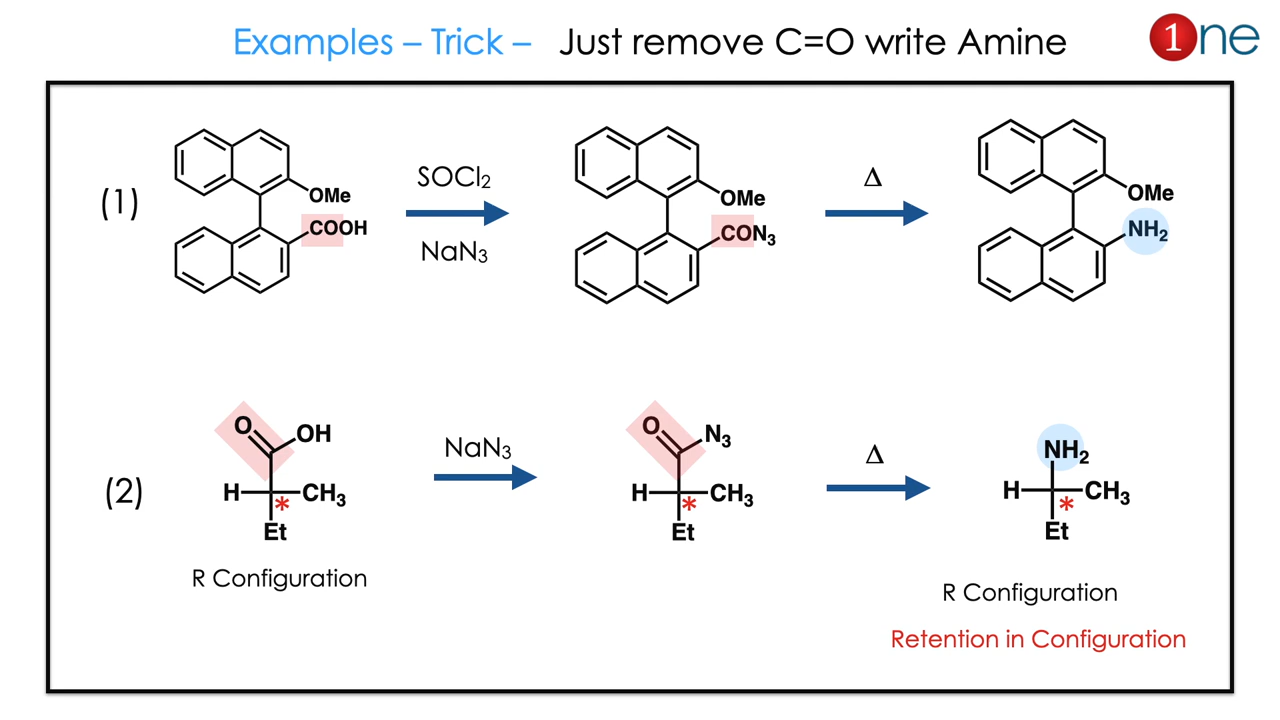 Examples – Trick – Just remove C=O write Amine
1ne
(1)
OMe
COOH
SOCl2
NaN3
OMe
CON3
Δ
OMe
NH2
(2)
O
OH
H
CH3
*
Et
R Configuration
NaN3
O
N3
H
CH3
*
Et
Δ
NH2
H
CH3
*
Et
R Configuration
Retention in Configuration